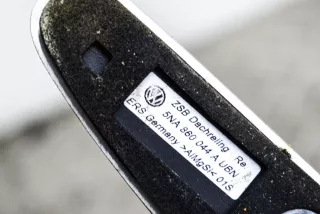 ZSB Dachreling Re
5NA 860 044 A UBN
ERS Germany >AlMgSi< 01S